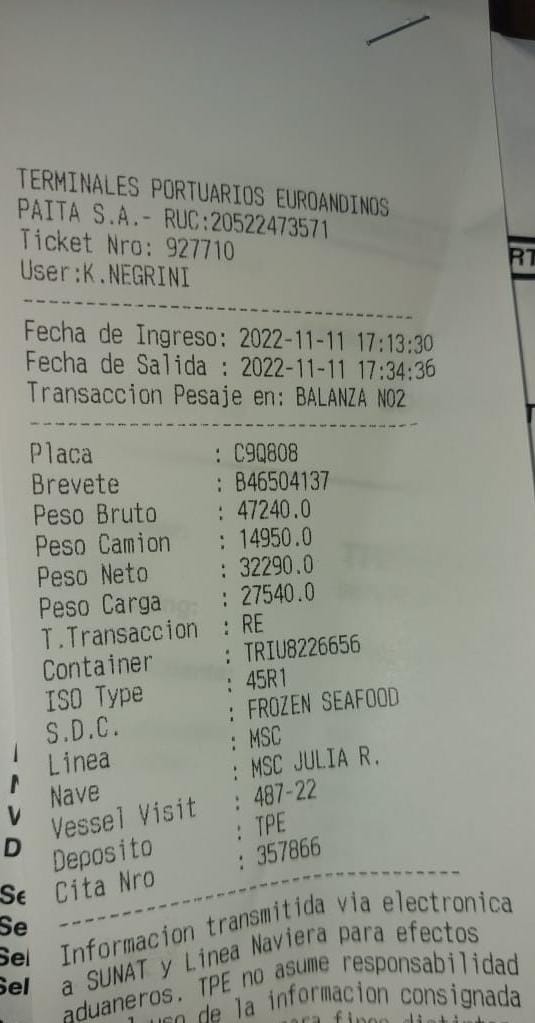 TERMINALES PORTUARIOS EUROANDINOS
PAITA S.A.- RUC:20522473571
Ticket Nro: 927710
User:K.NEGRINI
Fecha de Ingreso: 2022-11-11 17:13:30
Fecha de Salida : 2022-11-11 17:34:36
Transaccion Pesaje en: BALANZA NO2
Placa : C9Q808
Brevete : B46504137
Peso Bruto : 47240.0
Peso Camion : 14950.0
Peso Neto : 32290.0
Peso Carga : 27540.0
T.Transaccion : RE
Container : TRIU8226656
ISO Type : 45R1
S.D.C. : FROZEN SEAFOOD
Linea : MSC
Nave : MSC JULIA R.
Vessel Visit : 487-22
Deposito : TPE
Cita Nro : 357866
Informacion transmitida via electronica
a SUNAT y Linea Naviera para efectos
aduaneros. TPE no asume responsabilidad
uso de la informacion consignada